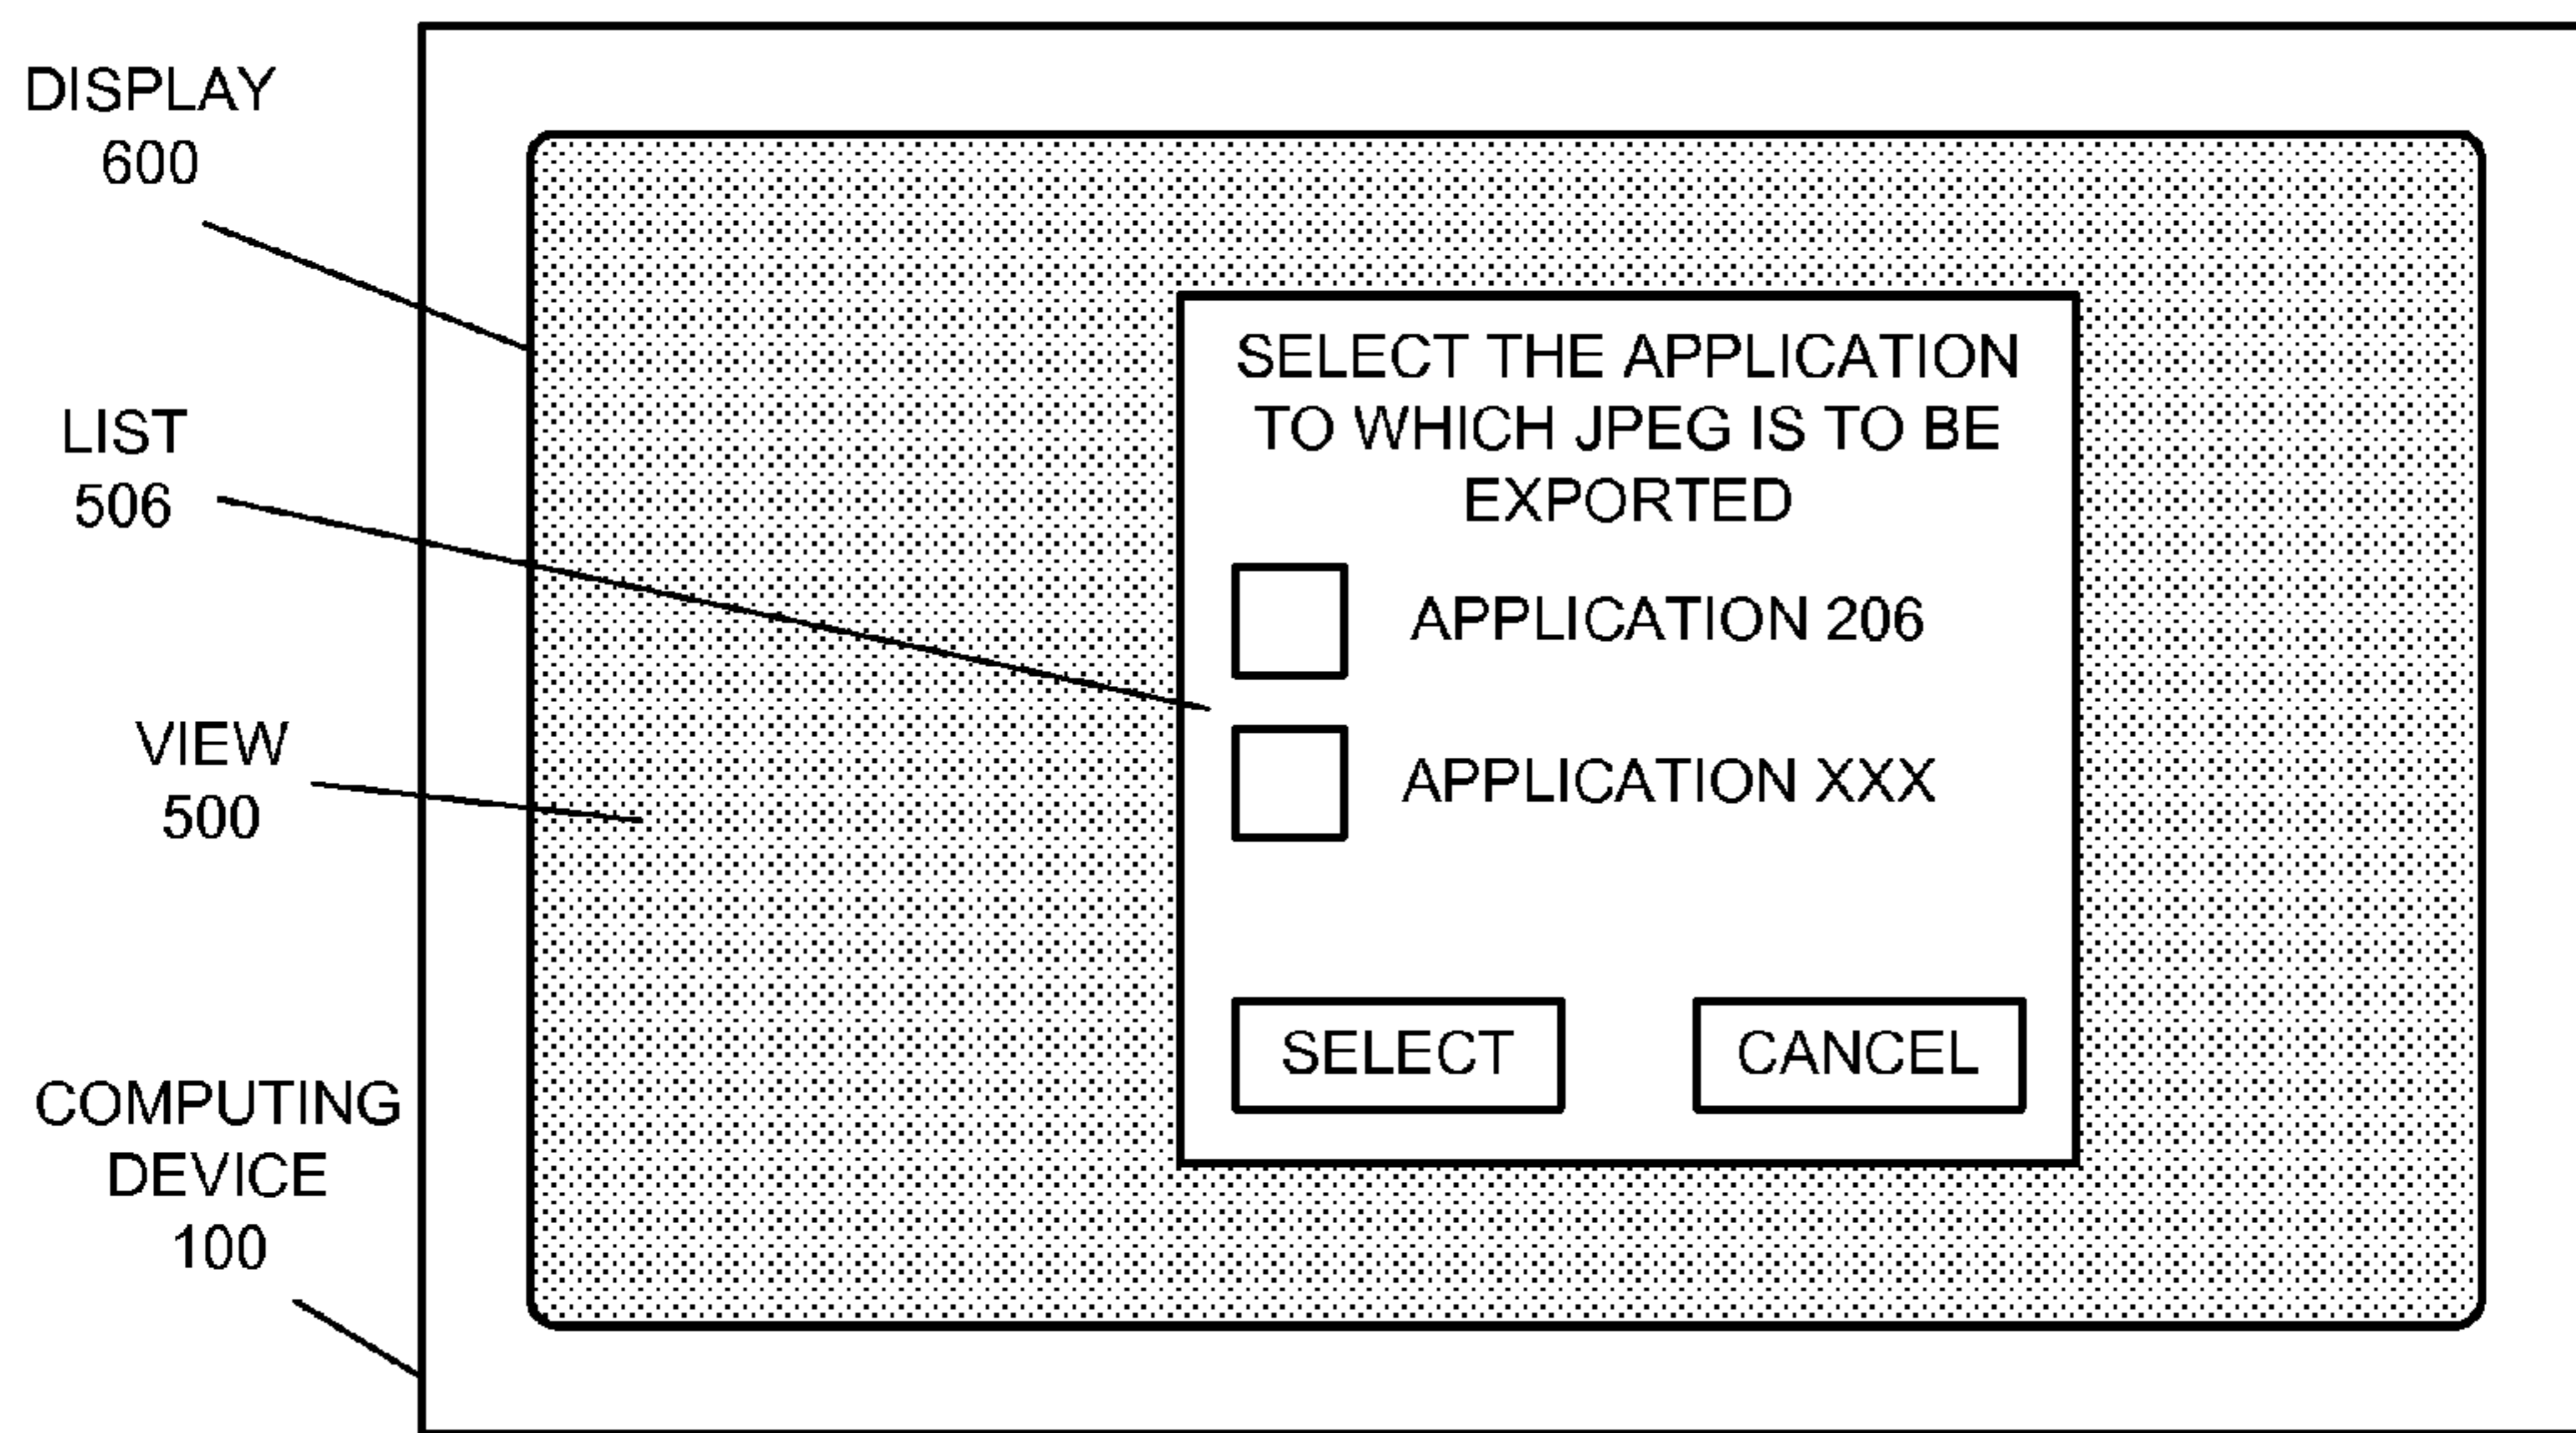 DISPLAY
600
LIST
506
VIEW
500
COMPUTING
DEVICE
100
SELECT THE APPLICATION
TO WHICH JPEG IS TO BE
EXPORTED
APPLICATION 206
APPLICATION XXX
SELECT
CANCEL